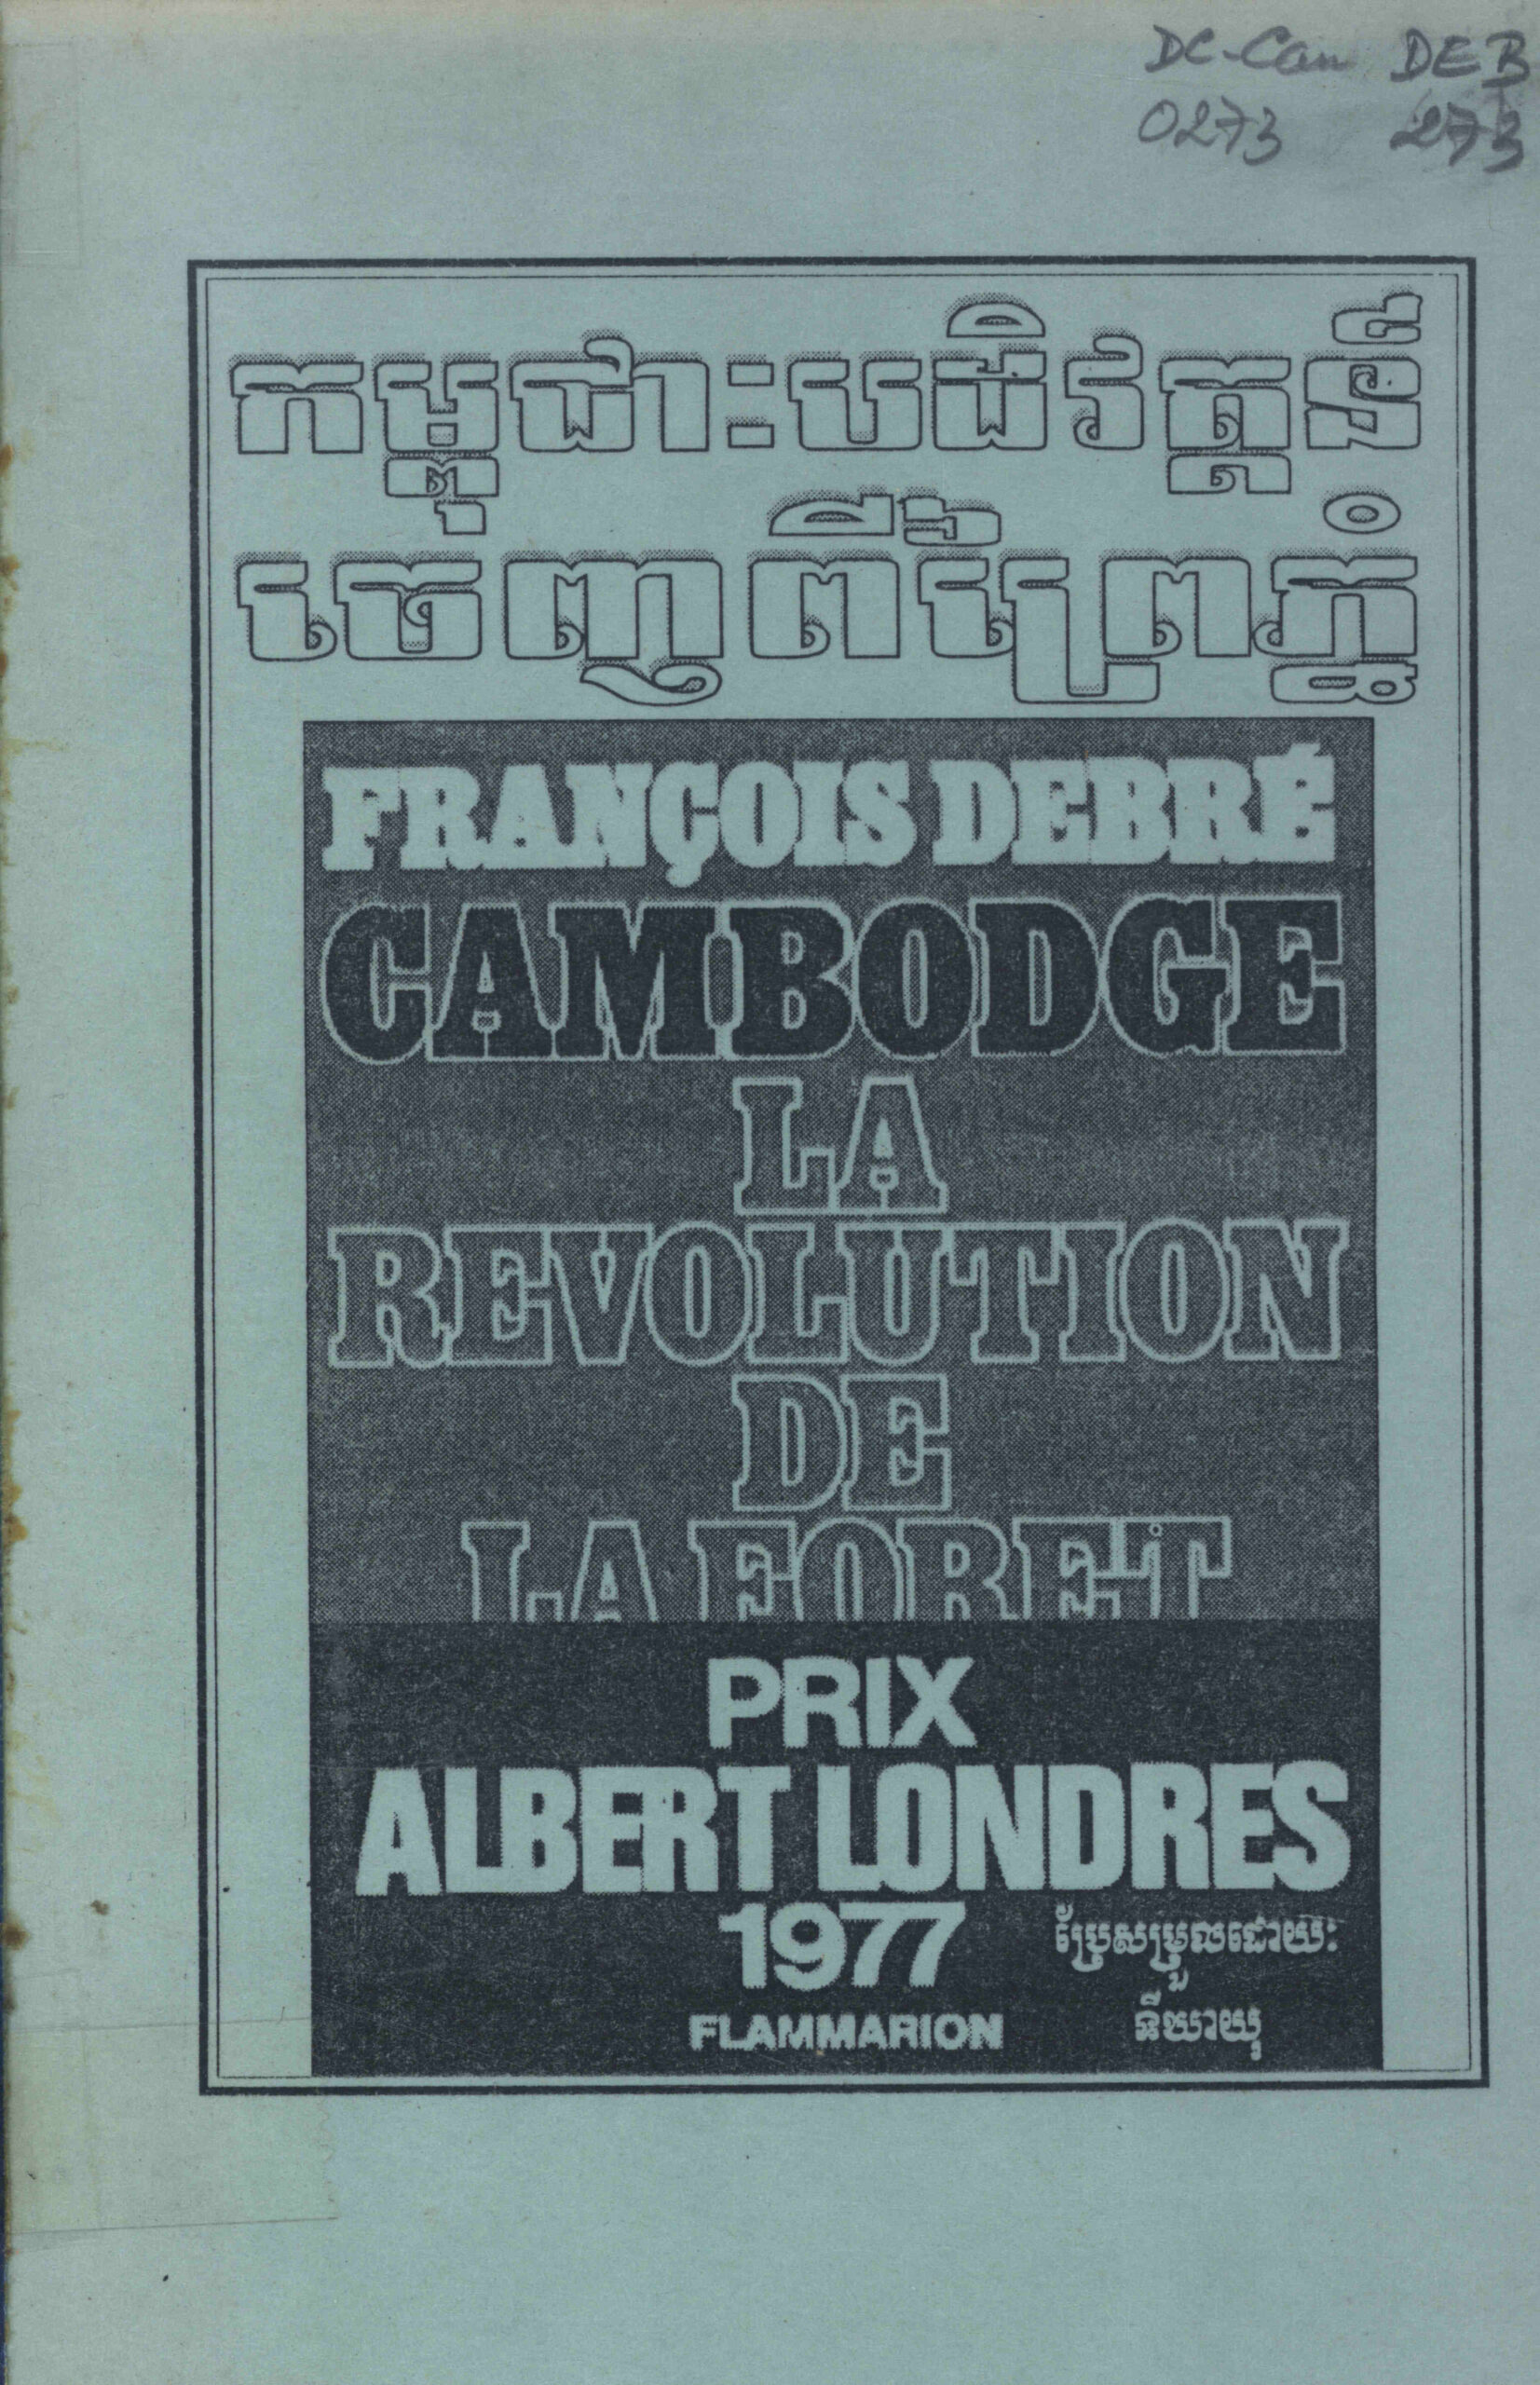 DC-Cam DEB
0273 273
កម្ពុជា:បដិវត្តន៍
ចេញពីព្រៃភ្នំ
FRANÇOIS DEBRÉ
CAMBODGE
LA
REVOLUTION
DE
LA FORET
PRIX
ALBERT LONDRES
1977
ប្រែសម្រួលដោយ:
FLAMMARION
ទីឃាយុ